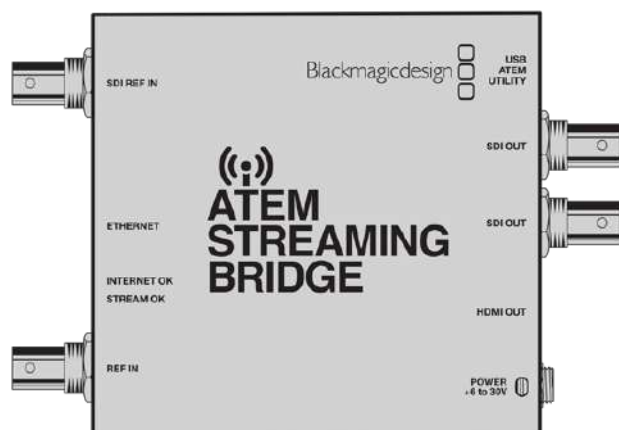 Blackmagicdesign
USB
ATEM
UTILITY
SDI REF IN
SDI OUT
ATEM
STREAMING
BRIDGE
ETHERNET
SDI OUT
INTERNET OK
STREAM OK
HDMI OUT
REF IN
POWER
+6 to 30V